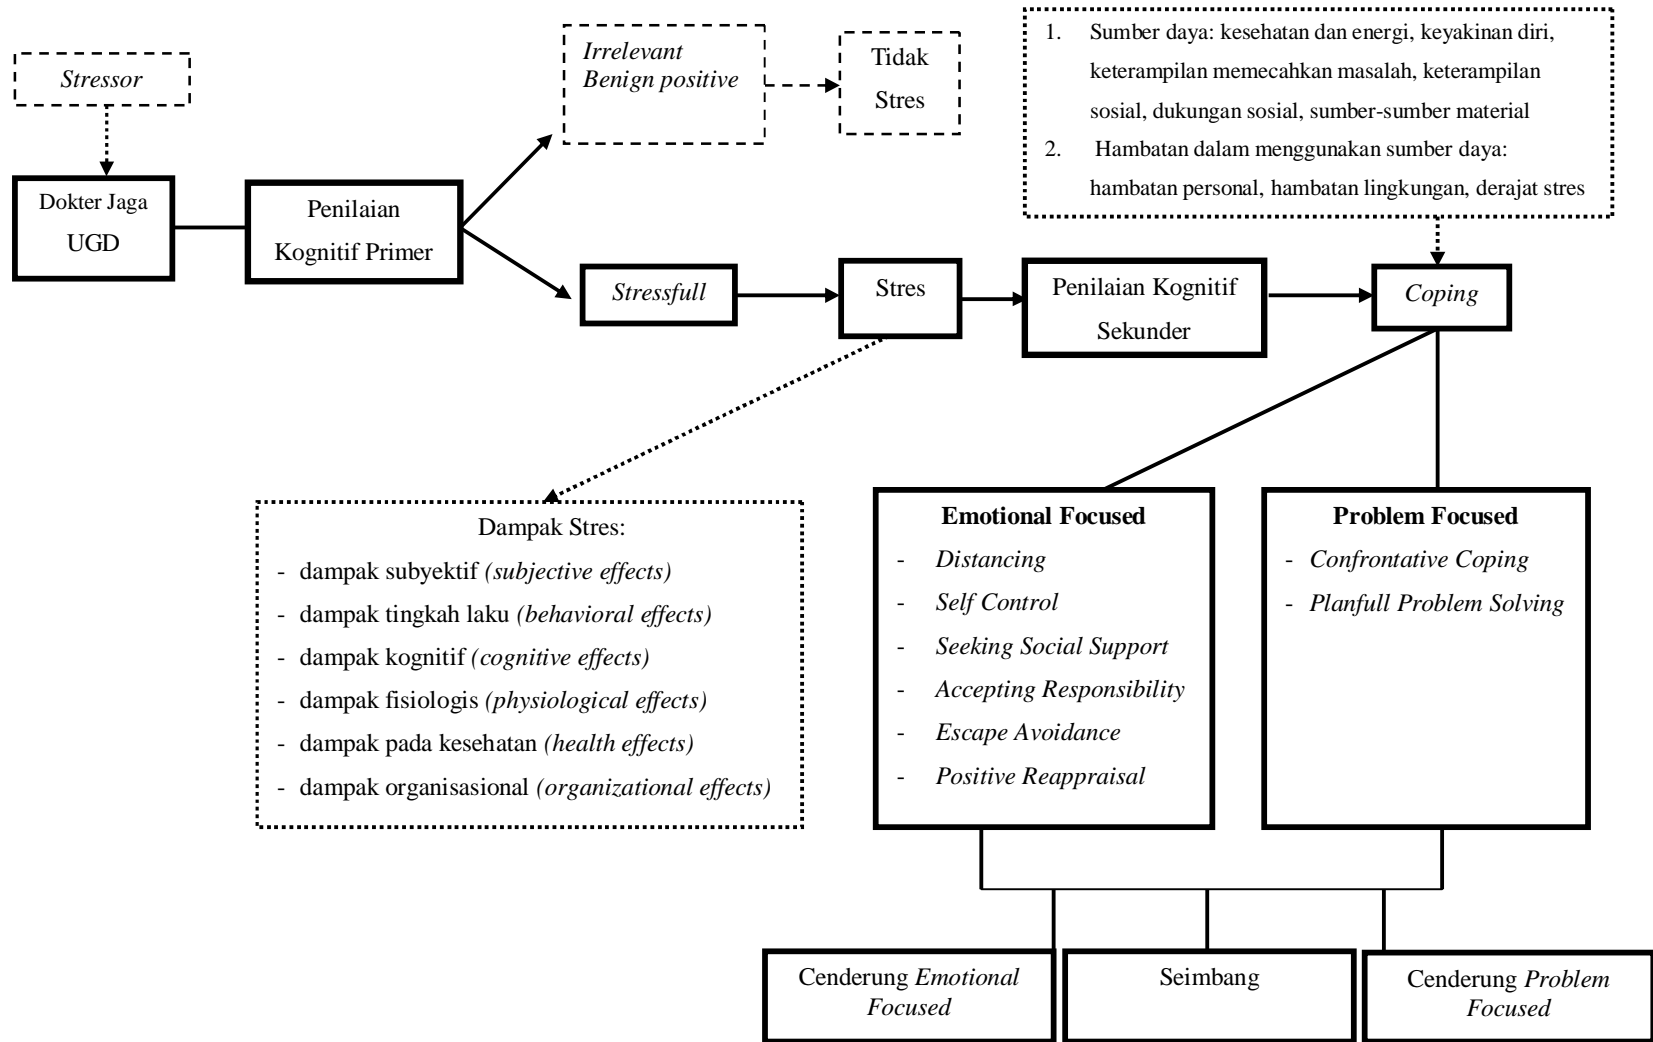 Stressor
Irrelevant
Benign positive
Tidak
Stres
1. Sumber daya: kesehatan dan energi, keyakinan diri,
keterampilan memecahkan masalah, keterampilan
sosial, dukungan sosial, sumber-sumber material
2. Hambatan dalam menggunakan sumber daya:
hambatan personal, hambatan lingkungan, derajat stres
Dokter Jaga
UGD
Penilaian
Kognitif Primer
Stressfull
Stres
Penilaian Kognitif
Sekunder
Coping
Dampak Stres:
- dampak subyektif (subjective effects)
- dampak tingkah laku (behavioral effects)
- dampak kognitif (cognitive effects)
- dampak fisiologis (physiological effects)
- dampak pada kesehatan (health effects)
- dampak organisasional (organizational effects)
Emotional Focused
- Distancing
- Self Control
- Seeking Social Support
- Accepting Responsibility
- Escape Avoidance
- Positive Reappraisal
Problem Focused
- Confrontative Coping
- Planfull Problem Solving
Cenderung Emotional
Focused
Seimbang
Cenderung Problem
Focused